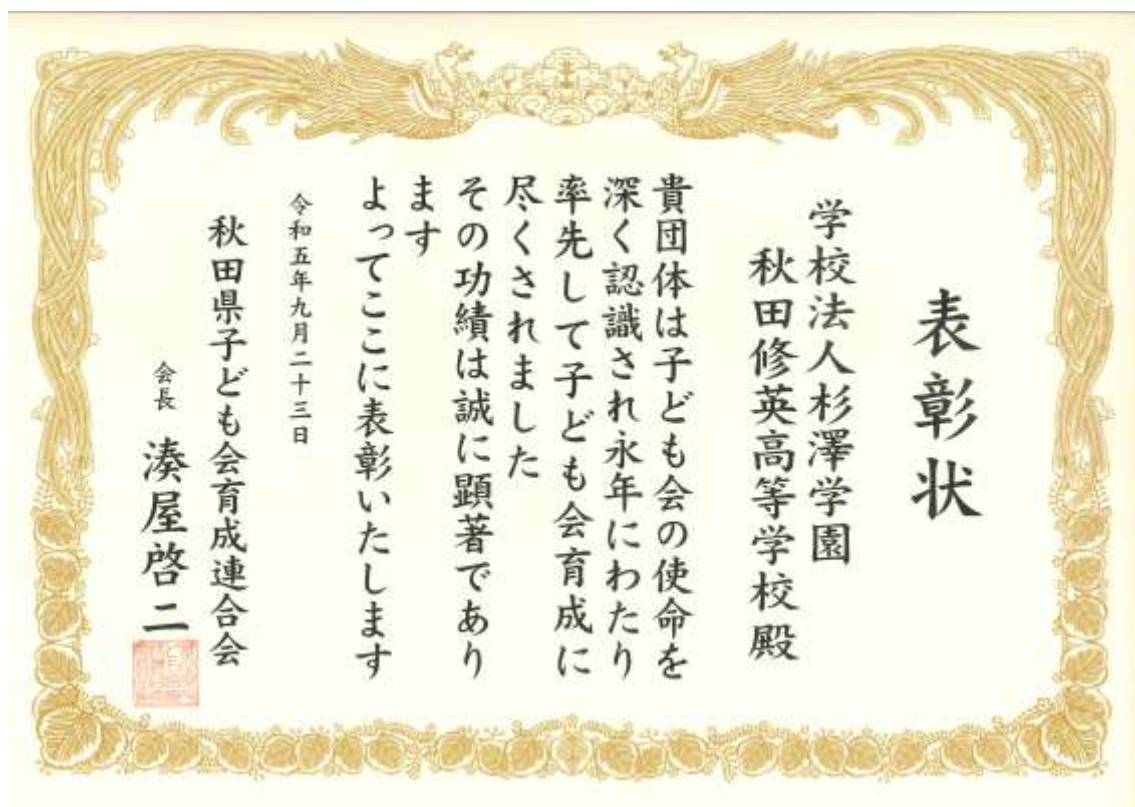 表彰状
学校法人杉澤学園
秋田修英高等学校殿
貴団体は子ども会の使命を
深く認識され永年にわたり
率先して子ども会育成に
尽くされました
その功績は誠に顕著であり
ます
よってここに表彰いたします
令和五年九月二十三日
秋田県子ども会育成連合会
会長 湊屋啓二